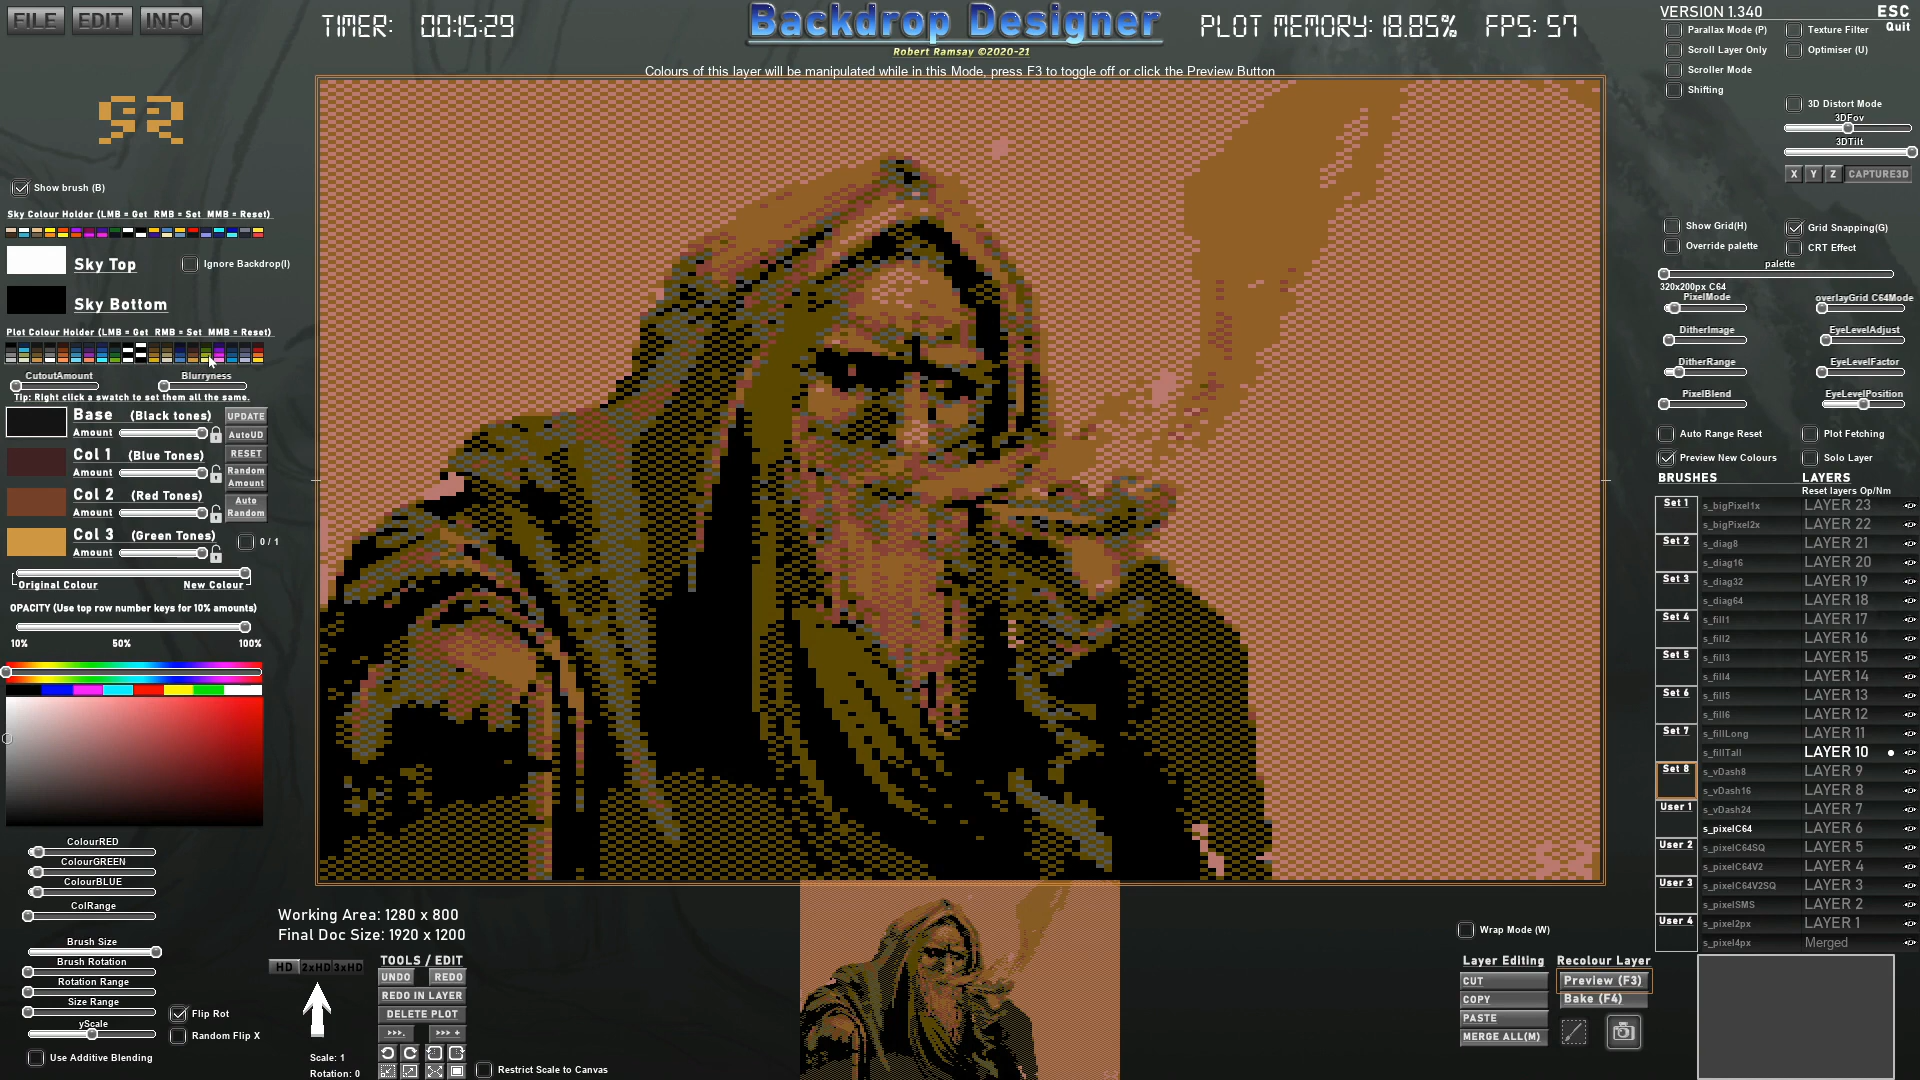 FILE EDIT INFO
TIMER: 00:15:29
Backdrop Designer
Robert Ramsay ©2020-21
PLOT MEMORY: 18.85% FPS: 57
VERSION 1.340
ESC
Quit
Colours of this layer will be manipulated while in this Mode, press F3 to toggle off or click the Preview Button
Parallax Mode (P)
Texture Filter
Scroll Layer Only
Optimiser (U)
Scroller Mode
Shifting
3D Distort Mode
3DFov
3DTilt
X Y Z CAPTURE3D
Show brush (B)
Sky Colour Holder (LMB = Get RMB = Set MMB = Reset)
Sky Top
Ignore Backdrop(I)
Sky Bottom
Plot Colour Holder (LMB = Get RMB = Set MMB = Reset)
CutoutAmount
Blurryness
Tip: Right click a swatch to set them all the same.
Base (Black tones)
Amount
UPDATE
AutoUD
Col 1 (Blue Tones)
Amount
RESET
Random
Amount
Col 2 (Red Tones)
Amount
Auto
Random
Col 3 (Green Tones)
Amount
0 / 1
Original Colour
New Colour
OPACITY (Use top row number keys for 10% amounts)
10% 50% 100%
ColourRED
ColourGREEN
ColourBLUE
ColRange
Brush Size
Brush Rotation
Rotation Range
Size Range
yScale
Flip Rot
Random Flip X
Use Additive Blending
Show Grid(H)
Grid Snapping(G)
Override palette
CRT Effect
palette
320x200px C64
PixelMode
overlayGrid C64Mode
DitherImage
EyeLevelAdjust
DitherRange
EyeLevelFactor
PixelBlend
EyeLevelPosition
Auto Range Reset
Plot Fetching
Preview New Colours
Solo Layer
BRUSHES
LAYERS
Reset layers Op/Nm
Set 1
s_bigPixel1x LAYER 23
s_bigPixel2x LAYER 22
Set 2
s_diag8 LAYER 21
s_diag16 LAYER 20
Set 3
s_diag32 LAYER 19
s_diag64 LAYER 18
Set 4
s_fill1 LAYER 17
s_fill2 LAYER 16
Set 5
s_fill3 LAYER 15
s_fill4 LAYER 14
Set 6
s_fill5 LAYER 13
s_fill6 LAYER 12
Set 7
s_fillLong LAYER 11
s_fillTall LAYER 10
Set 8
s_vDash8 LAYER 9
s_vDash16 LAYER 8
User 1
s_vDash24 LAYER 7
s_pixelC64 LAYER 6
User 2
s_pixelC64SQ LAYER 5
s_pixelC64V2 LAYER 4
User 3
s_pixelC64V2SQ LAYER 3
s_pixelSMS LAYER 2
User 4
s_pixel2px LAYER 1
s_pixel4px Merged
Working Area: 1280 x 800
Final Doc Size: 1920 x 1200
HD 2xHD 3xHD
Scale: 1
Rotation: 0
TOOLS / EDIT
UNDO REDO
REDO IN LAYER
DELETE PLOT
>>>. >>> +
Restrict Scale to Canvas
Wrap Mode (W)
Layer Editing
CUT
COPY
PASTE
MERGE ALL(M)
Recolour Layer
Preview (F3)
Bake (F4)